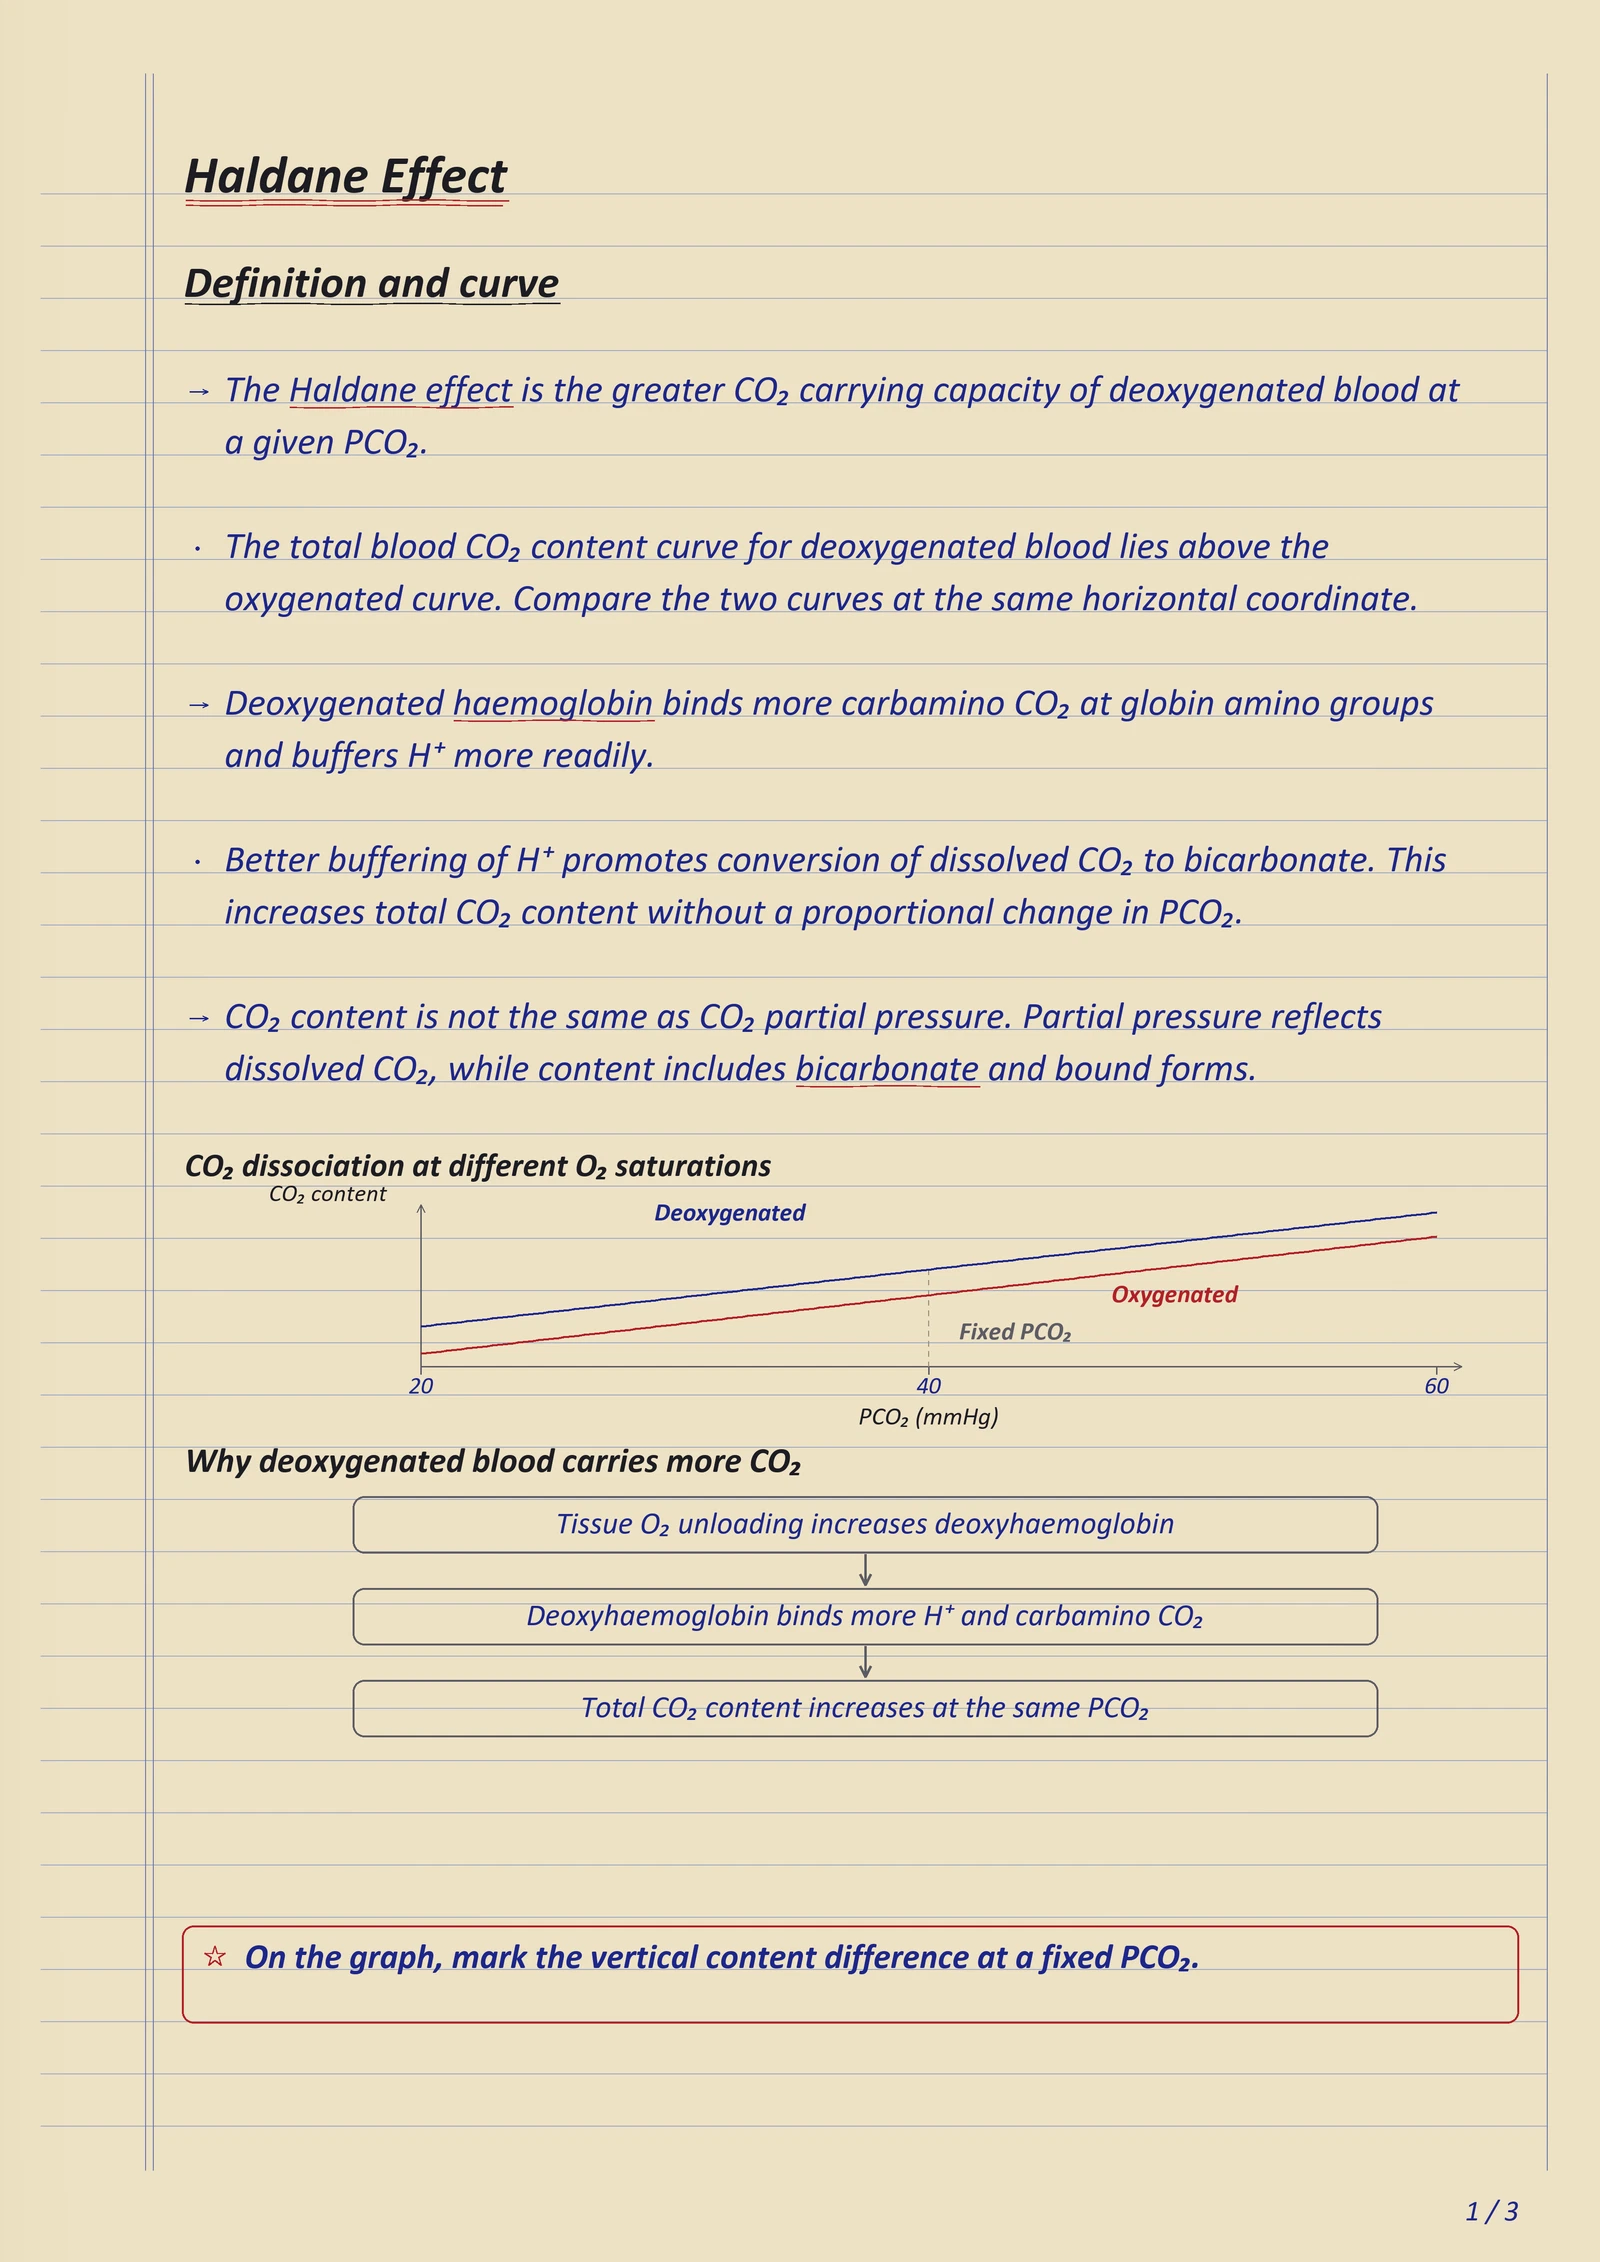 Haldane Effect
Definition and curve
→ The Haldane effect is the greater CO₂ carrying capacity of deoxygenated blood at
a given PCO₂.
· The total blood CO₂ content curve for deoxygenated blood lies above the
oxygenated curve. Compare the two curves at the same horizontal coordinate.
→ Deoxygenated haemoglobin binds more carbamino CO₂ at globin amino groups
and buffers H⁺ more readily.
· Better buffering of H⁺ promotes conversion of dissolved CO₂ to bicarbonate. This
increases total CO₂ content without a proportional change in PCO₂.
→ CO₂ content is not the same as CO₂ partial pressure. Partial pressure reflects
dissolved CO₂, while content includes bicarbonate and bound forms.
CO₂ dissociation at different O₂ saturations
CO₂ content
Deoxygenated
Oxygenated
Fixed PCO₂
20 40 60
PCO₂ (mmHg)
Why deoxygenated blood carries more CO₂
Tissue O₂ unloading increases deoxyhaemoglobin
Deoxyhaemoglobin binds more H⁺ and carbamino CO₂
Total CO₂ content increases at the same PCO₂
☆ On the graph, mark the vertical content difference at a fixed PCO₂.
1 / 3